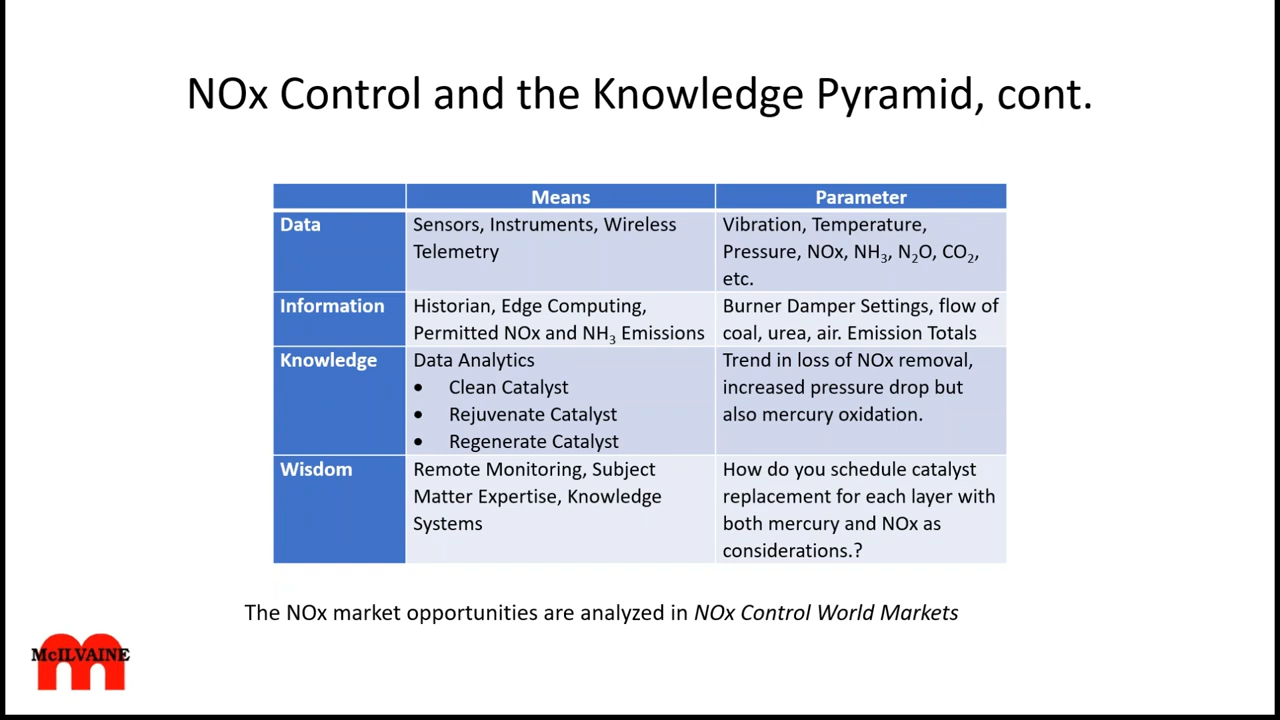 NOx Control and the Knowledge Pyramid, cont.
Means
Parameter
Data
Sensors, Instruments, Wireless
Telemetry
Vibration, Temperature,
Pressure, NOx, NH₃, N₂O, CO₂,
etc.
Information
Historian, Edge Computing,
Permitted NOx and NH₃ Emissions
Burner Damper Settings, flow of
coal, urea, air. Emission Totals
Knowledge
Data Analytics
• Clean Catalyst
• Rejuvenate Catalyst
• Regenerate Catalyst
Trend in loss of NOx removal,
increased pressure drop but
also mercury oxidation.
Wisdom
Remote Monitoring, Subject
Matter Expertise, Knowledge
Systems
How do you schedule catalyst
replacement for each layer with
both mercury and NOx as
considerations.?
The NOx market opportunities are analyzed in NOx Control World Markets
McILVAINE